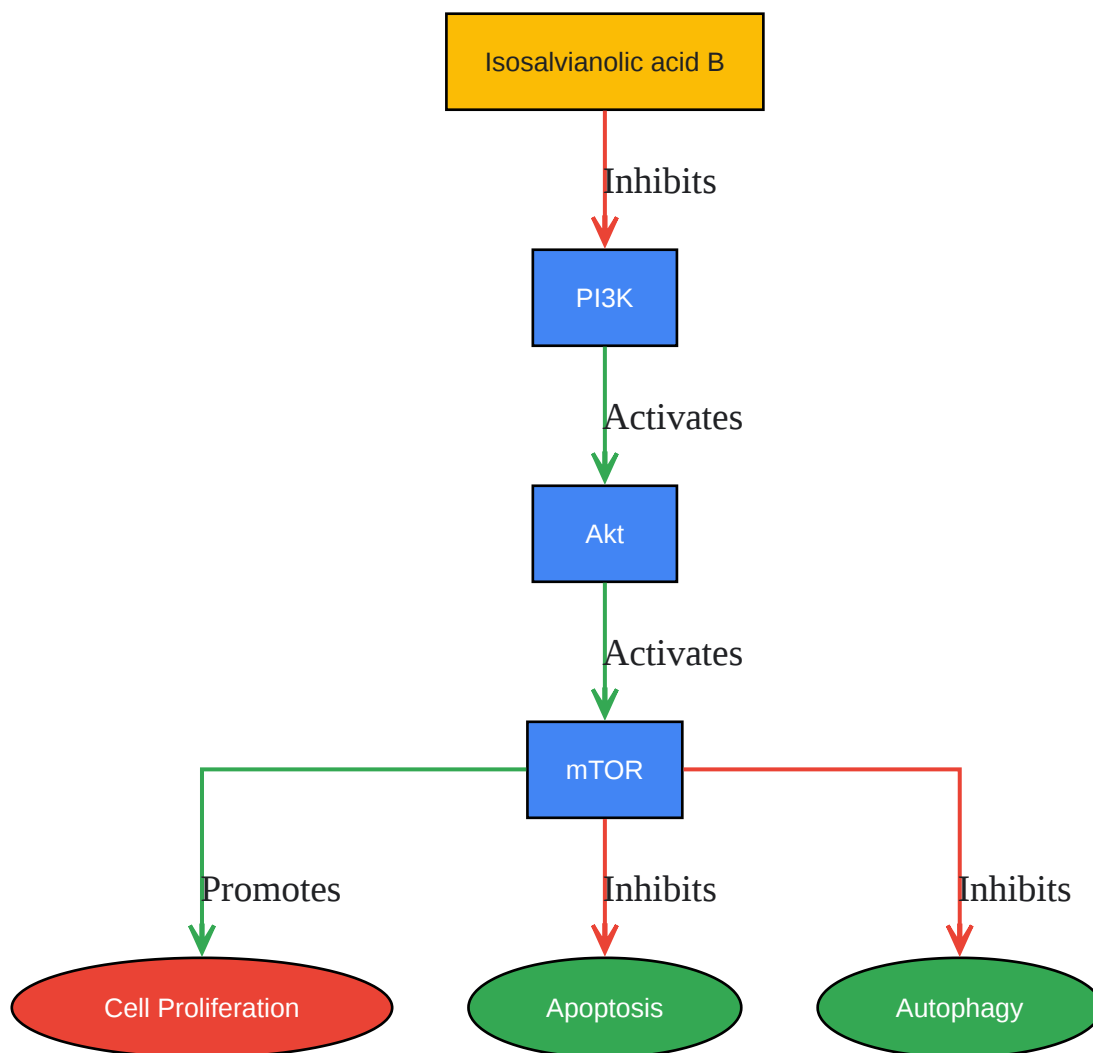 Isosalvianolic acid B
Inhibits
PI3K
Activates
Akt
Activates
mTOR
Promotes
Inhibits
Inhibits
Cell Proliferation
Apoptosis
Autophagy